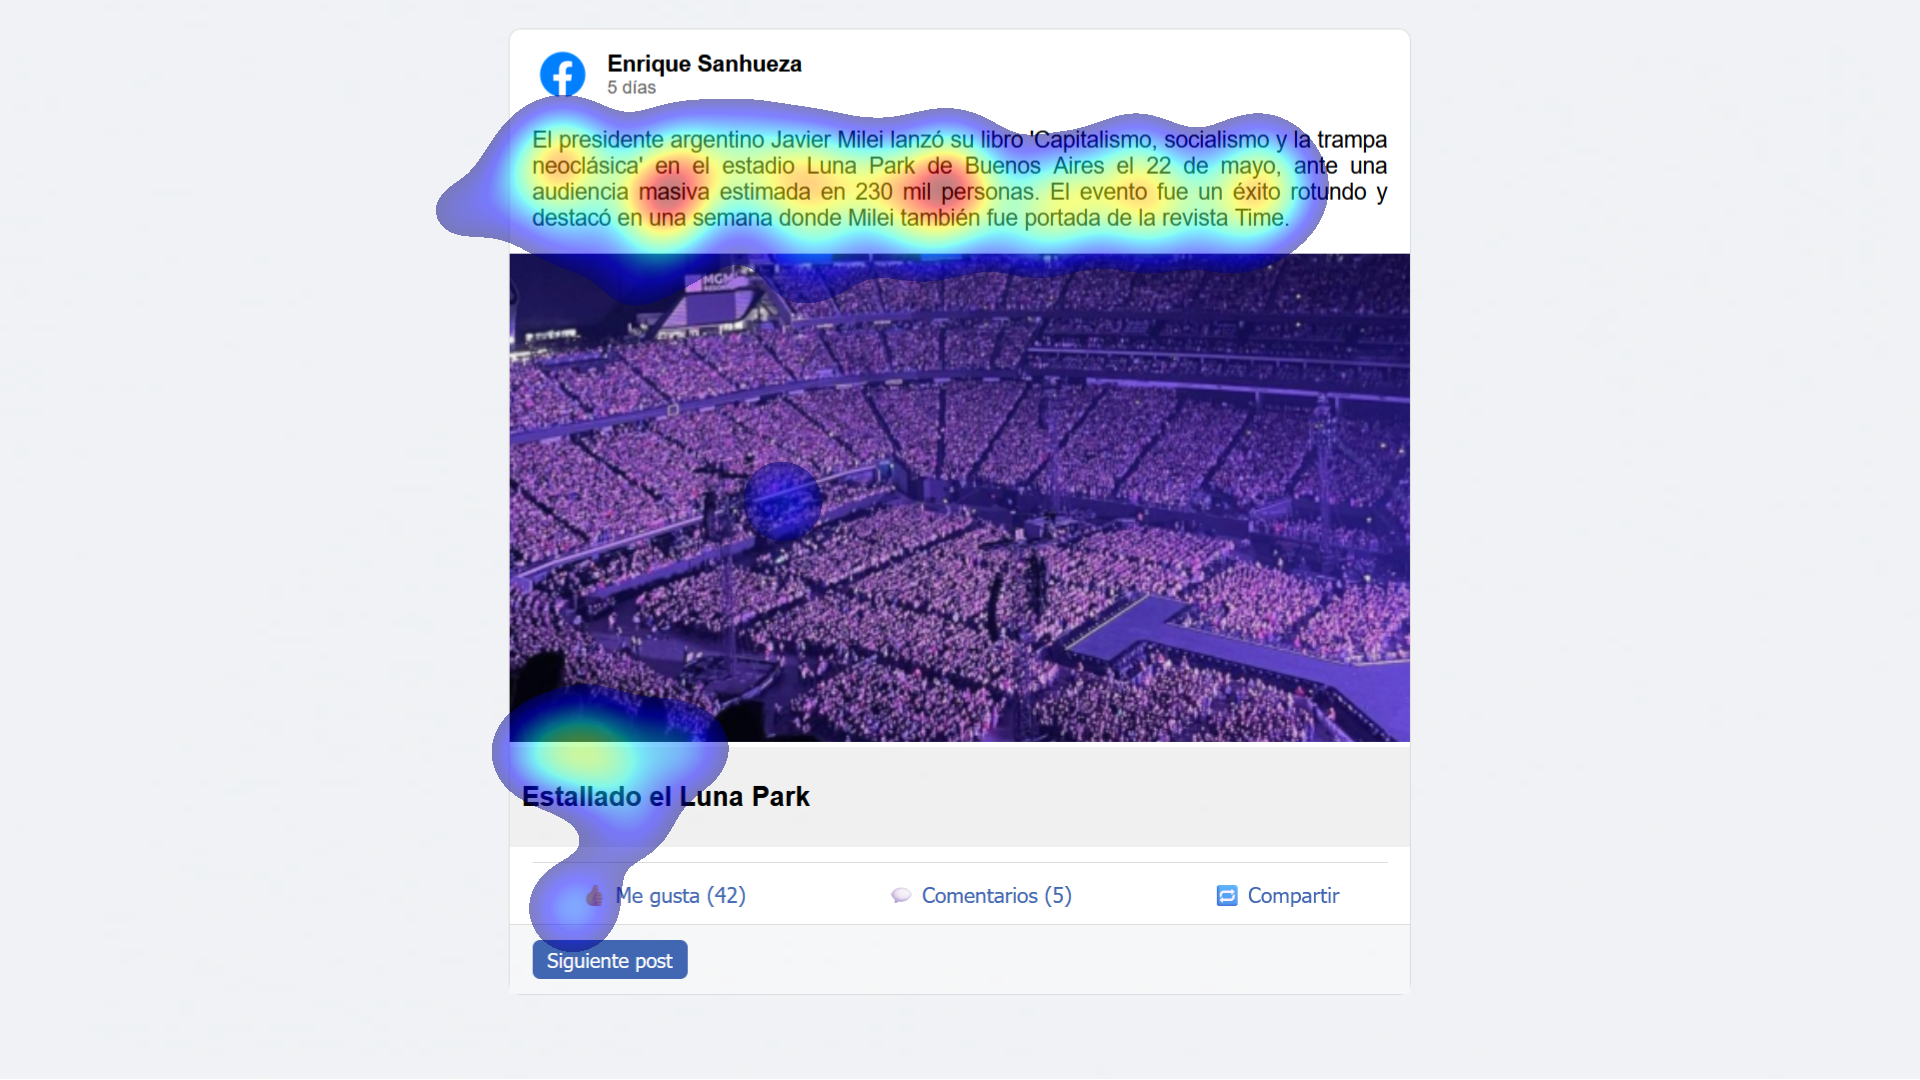 Enrique Sanhueza
5 días
El presidente argentino Javier Milei lanzó su libro 'Capitalismo, socialismo y la trampa
neoclásica' en el estadio Luna Park de Buenos Aires el 22 de mayo, ante una
audiencia masiva estimada en 230 mil personas. El evento fue un éxito rotundo y
destacó en una semana donde Milei también fue portada de la revista Time.
MGM
Estallado el Luna Park
Me gusta (42)
Comentarios (5)
Compartir
Siguiente post